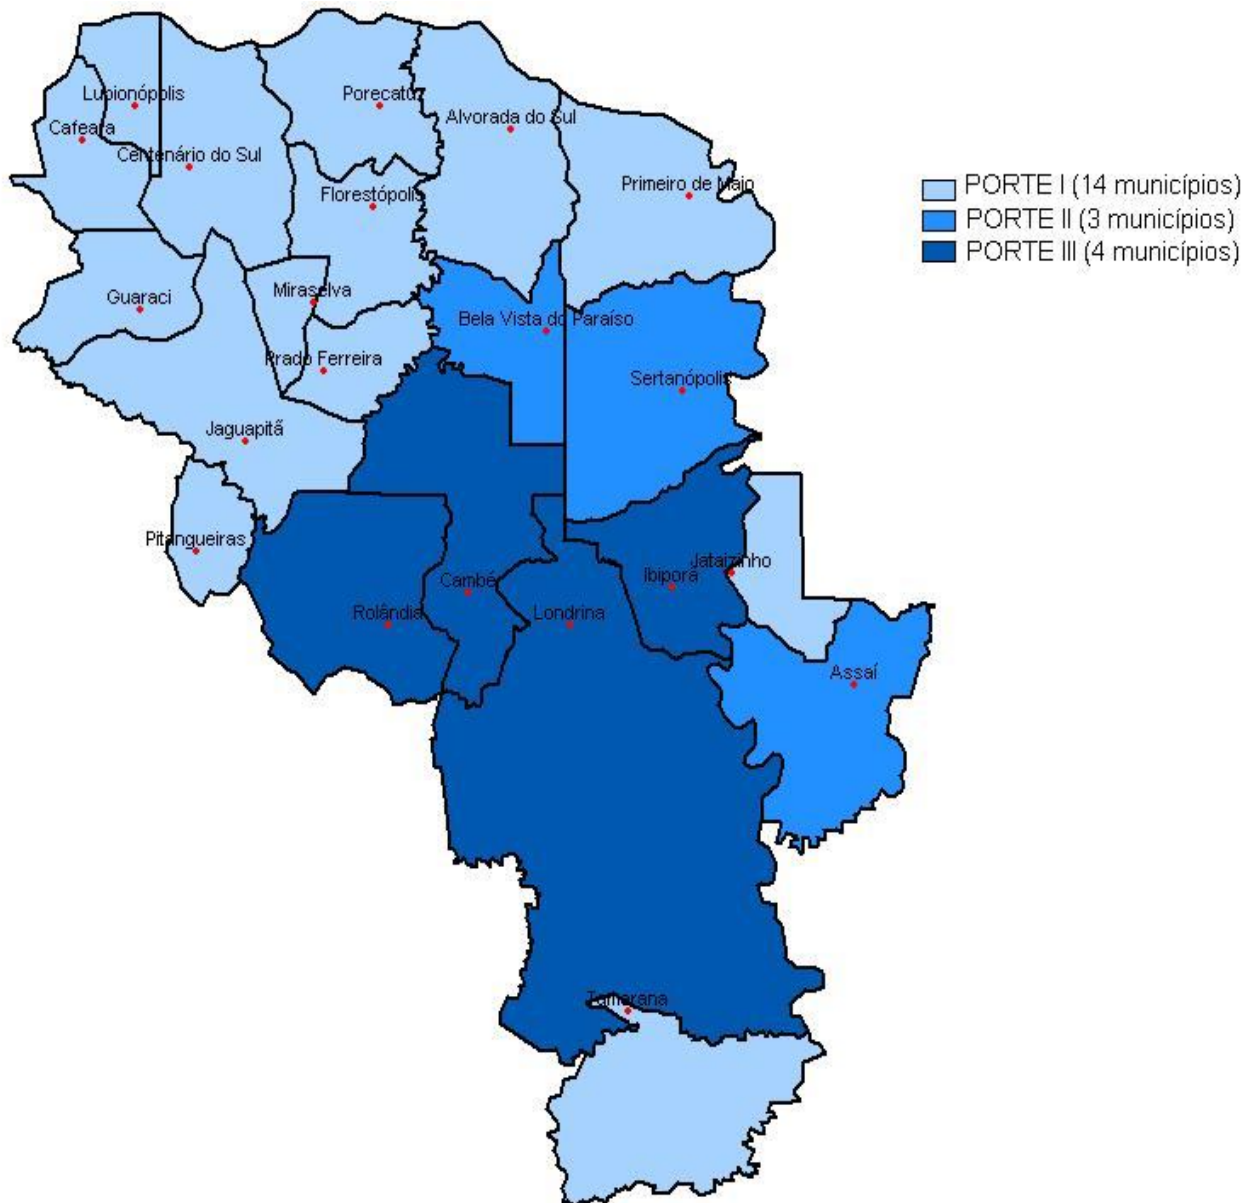 Lupionópolis
Porecatu
Cafeara
Alvorada do Sul
Centenário do Sul
Primeiro de Maio
Florestópolis
PORTE I (14 municípios)
PORTE II (3 municípios)
PORTE III (4 municípios)
Guaraci
Miraselva
Bela Vista do Paraíso
Prado Ferreira
Sertanópolis
Jaguapitã
Pitangueiras
Cambé
Ibiporã
Jataizinho
Rolândia
Londrina
Assaí
Tamarana